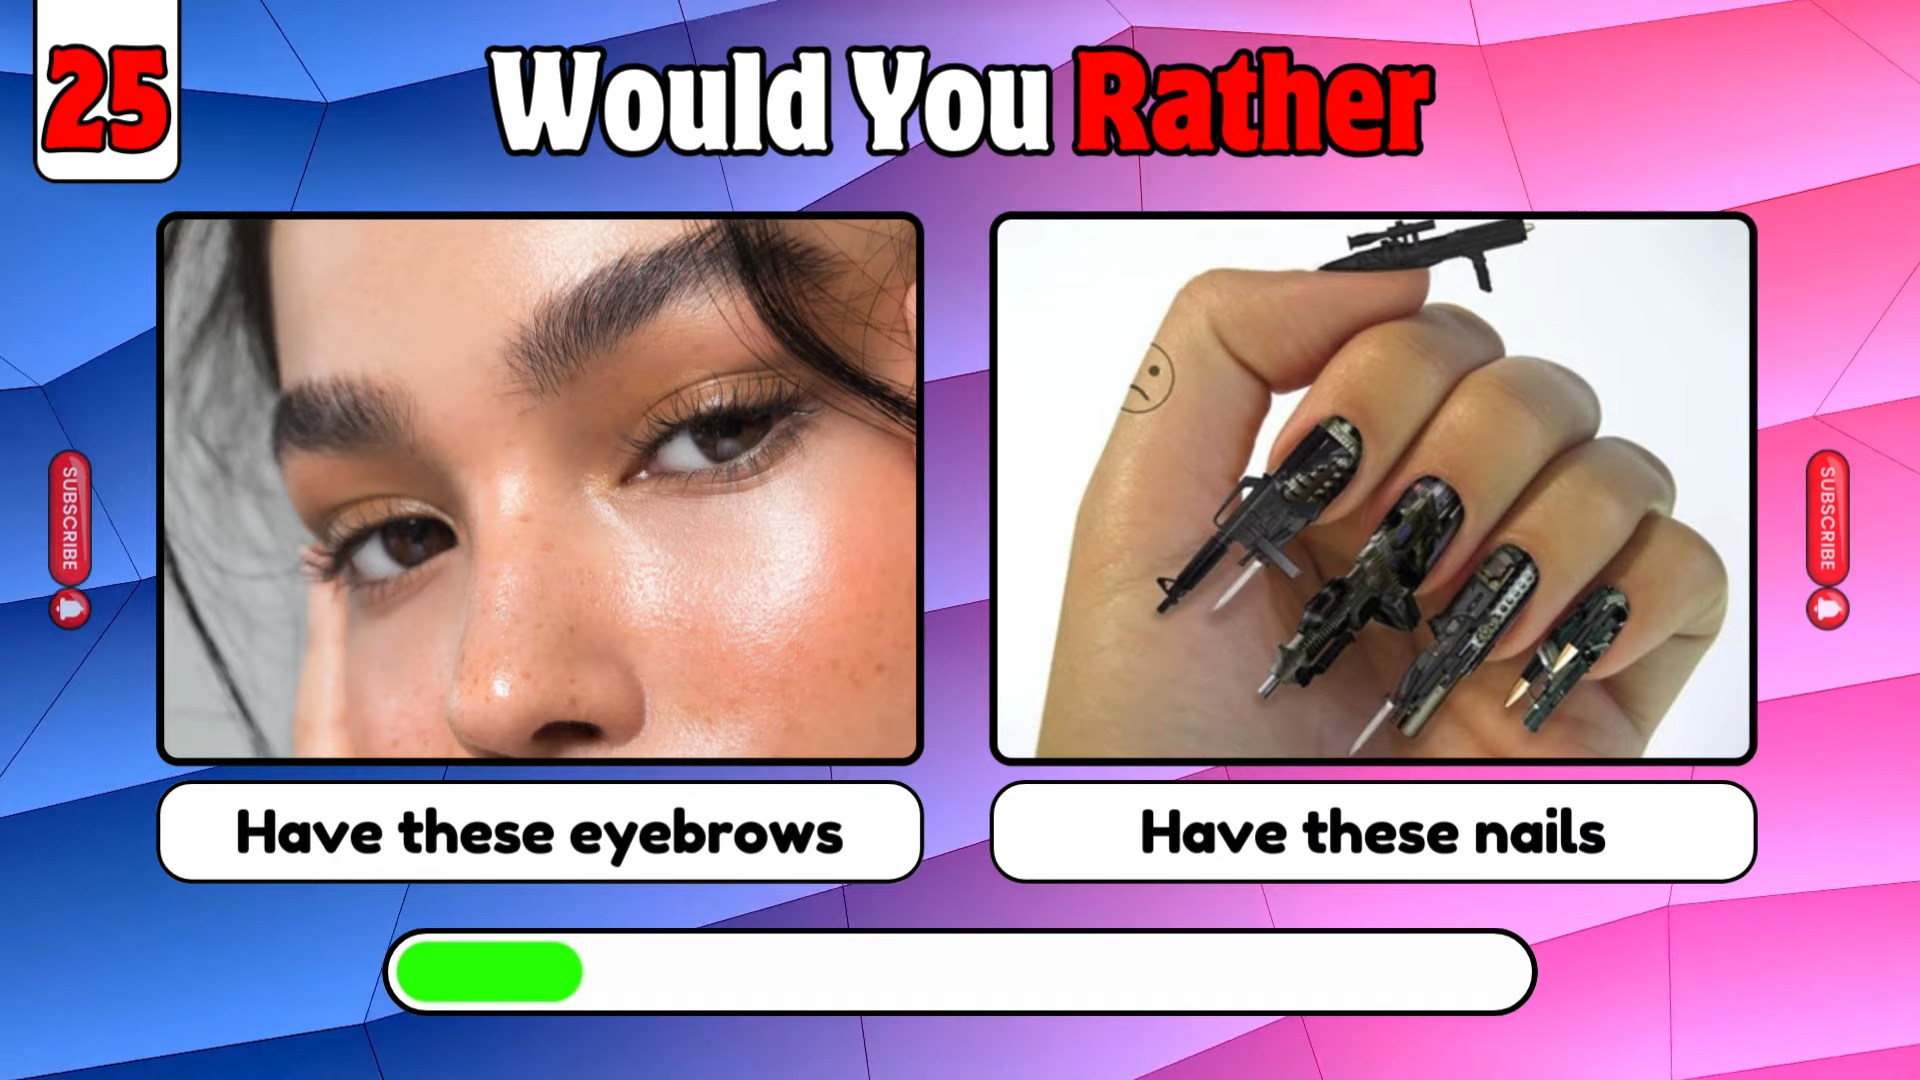 25
Would You Rather
SUBSCRIBE
SUBSCRIBE
Have these eyebrows
Have these nails